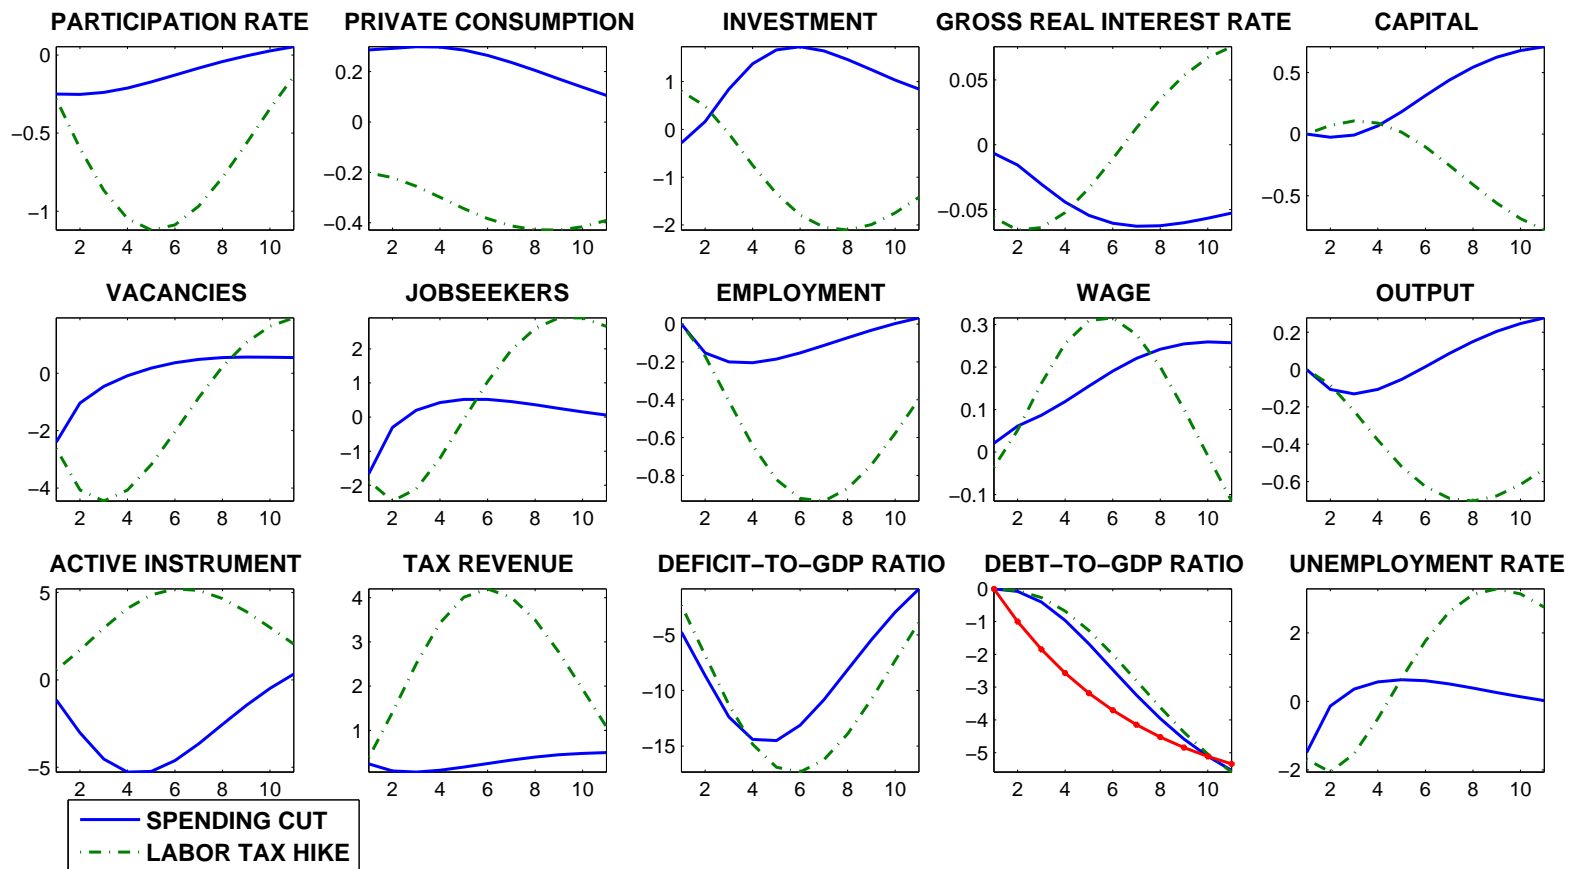 PARTICIPATION RATE PRIVATE CONSUMPTION INVESTMENT GROSS REAL INTEREST RATE CAPITAL
0 −0.5 −1 0.2 0 −0.2 −0.4 1 0 −1 −2 0.05 0 −0.05 0.5 0 −0.5
2 4 6 8 10 2 4 6 8 10 2 4 6 8 10 2 4 6 8 10 2 4 6 8 10
VACANCIES JOBSEEKERS EMPLOYMENT WAGE OUTPUT
0 −2 −4 2 1 0 −1 −2 0 −0.2 −0.4 −0.6 −0.8 0.3 0.2 0.1 0 −0.1 0.2 0 −0.2 −0.4 −0.6
2 4 6 8 10 2 4 6 8 10 2 4 6 8 10 2 4 6 8 10 2 4 6 8 10
ACTIVE INSTRUMENT TAX REVENUE DEFICIT−TO−GDP RATIO DEBT−TO−GDP RATIO UNEMPLOYMENT RATE
5 0 −5 4 3 2 1 −5 −10 −15 0 −1 −2 −3 −4 −5 2 0 −2
2 4 6 8 10 2 4 6 8 10 2 4 6 8 10 2 4 6 8 10 2 4 6 8 10
SPENDING CUT
LABOR TAX HIKE